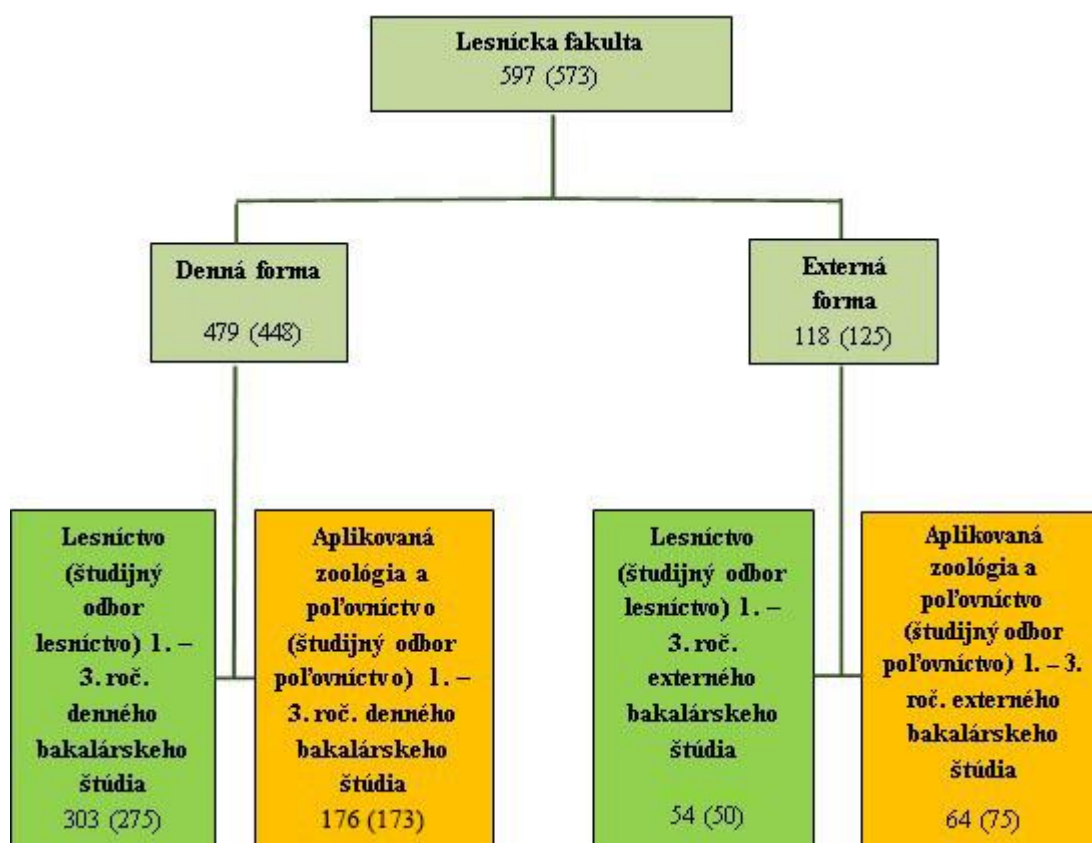 Lesnícka fakulta
597 (573)
Denná forma
479 (448)
Externá
forma
118 (125)
Lesníctvo
(študijný
odbor
lesníctvo) 1. –
3. roč.
denného
bakalárskeho
štúdia
303 (275)
Aplikovaná
zoológia a
poľovníctvo
(študijný odbor
poľovníctvo) 1. –
3. roč. denného
bakalárskeho
štúdia
176 (173)
Lesníctvo
(študijný odbor
lesníctvo) 1. –
3. roč.
externého
bakalárskeho
štúdia
54 (50)
Aplikovaná
zoológia a
poľovníctvo
(študijný odbor
poľovníctvo) 1. – 3.
roč. externého
bakalárskeho
štúdia
64 (75)